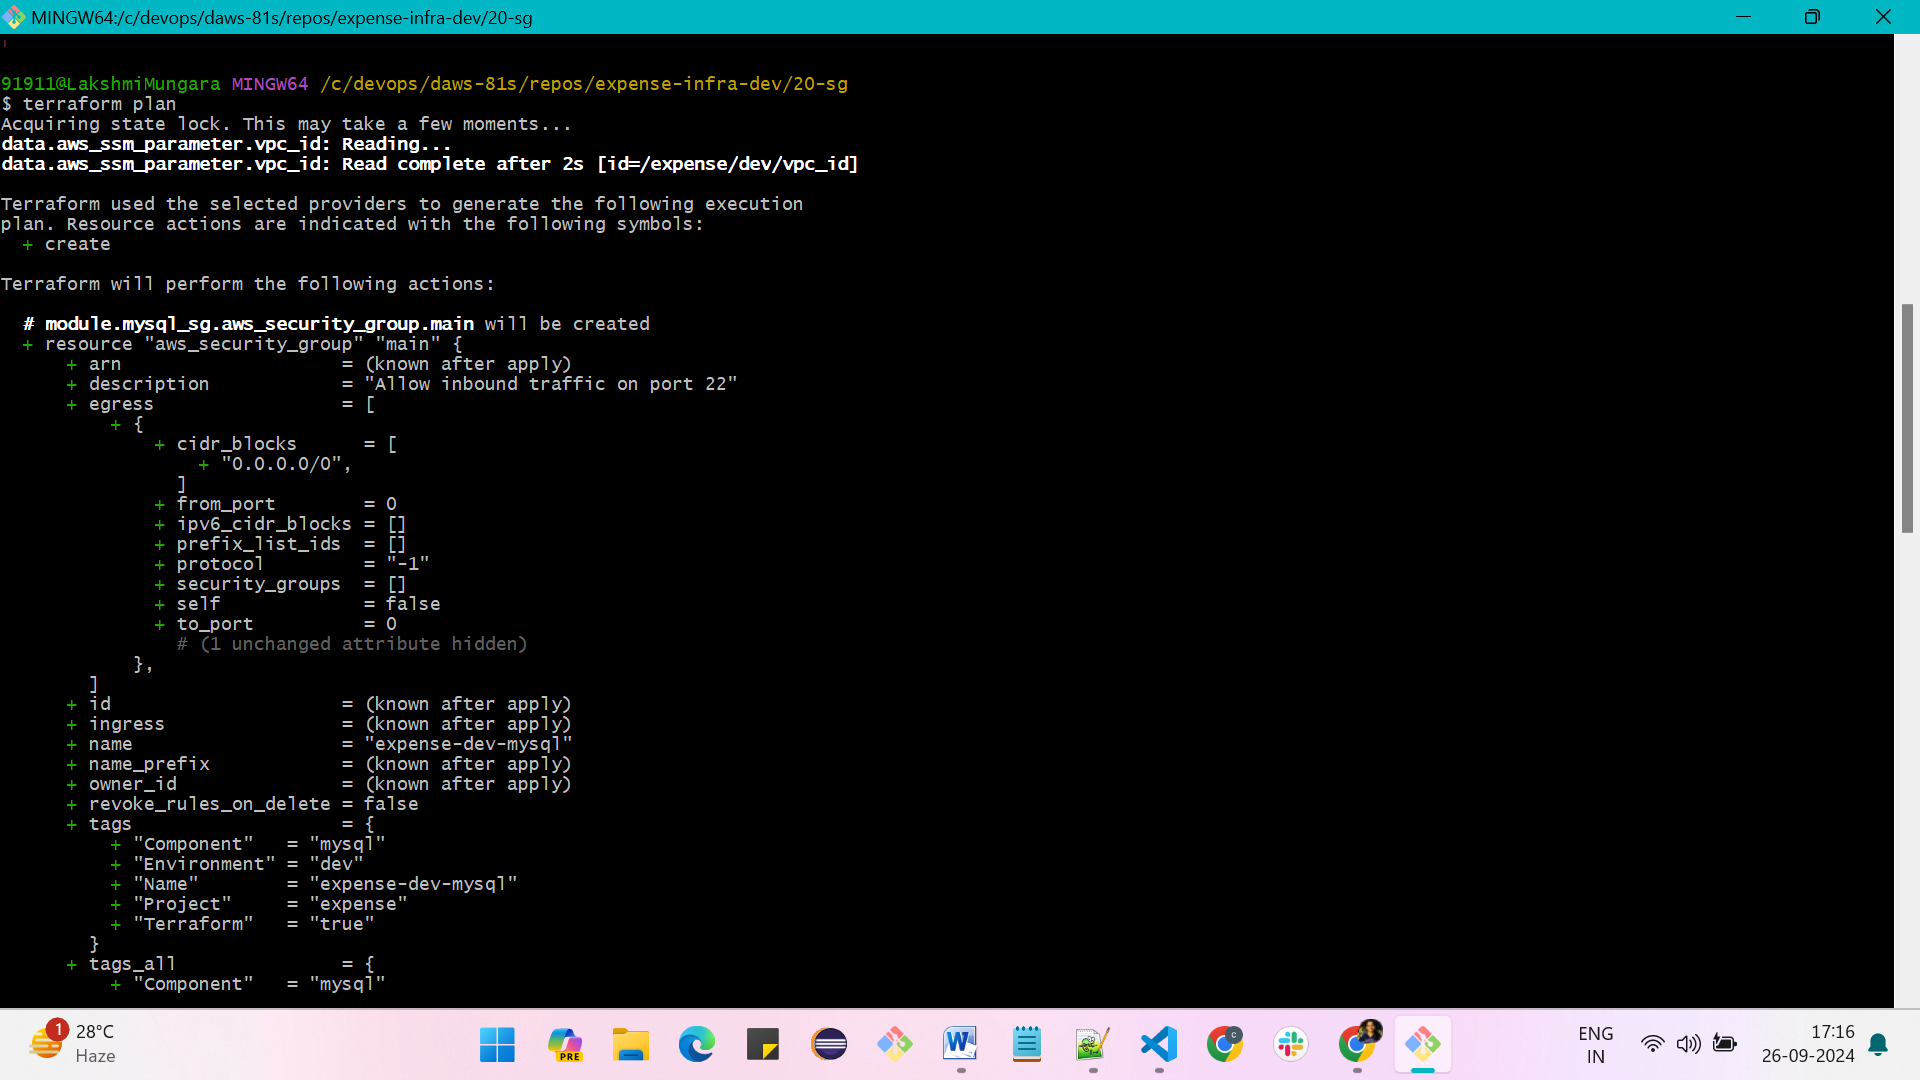 MINGW64:/c/devops/daws-81s/repos/expense-infra-dev/20-sg
91911@LakshmiMungara MINGW64 /c/devops/daws-81s/repos/expense-infra-dev/20-sg
$ terraform plan
Acquiring state lock. This may take a few moments...
data.aws_ssm_parameter.vpc_id: Reading...
data.aws_ssm_parameter.vpc_id: Read complete after 2s [id=/expense/dev/vpc_id]
Terraform used the selected providers to generate the following execution
plan. Resource actions are indicated with the following symbols:
  + create
Terraform will perform the following actions:
  # module.mysql_sg.aws_security_group.main will be created
  + resource "aws_security_group" "main" {
      + arn                    = (known after apply)
      + description            = "Allow inbound traffic on port 22"
      + egress                 = [
          + {
              + cidr_blocks      = [
                  + "0.0.0.0/0",
                ]
              + from_port        = 0
              + ipv6_cidr_blocks = []
              + prefix_list_ids  = []
              + protocol         = "-1"
              + security_groups  = []
              + self             = false
              + to_port          = 0
                # (1 unchanged attribute hidden)
            },
        ]
      + id                     = (known after apply)
      + ingress                = (known after apply)
      + name                   = "expense-dev-mysql"
      + name_prefix            = (known after apply)
      + owner_id               = (known after apply)
      + revoke_rules_on_delete = false
      + tags                   = {
          + "Component"   = "mysql"
          + "Environment" = "dev"
          + "Name"        = "expense-dev-mysql"
          + "Project"     = "expense"
          + "Terraform"   = "true"
        }
      + tags_all               = {
          + "Component"   = "mysql"
1
28°C
Haze
PRE
W
C
ENG
IN
17:16
26-09-2024